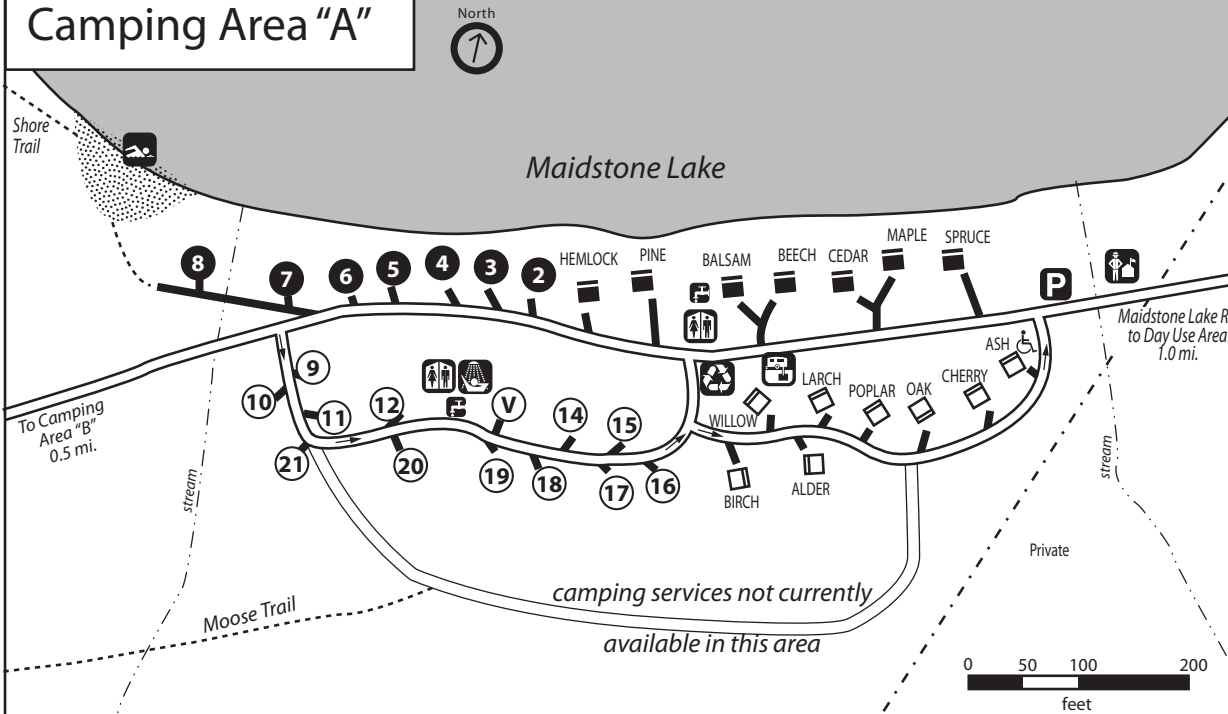 Camping Area “A”
North
Shore
Trail
Maidstone Lake
8
7
6
5
4
3
2
HEMLOCK
PINE
BALSAM
BEECH
CEDAR
MAPLE
SPRUCE
P
Maidstone Lake R
to Day Use Area
1.0 mi.
ASH
9
10
11
12
V
14
15
21
20
19
18
17
16
WILLOW
LARCH
POPLAR
OAK
CHERRY
BIRCH
ALDER
To Camping
Area “B”
0.5 mi.
stream
stream
Private
Moose Trail
camping services not currently
available in this area
0 50 100 200
feet